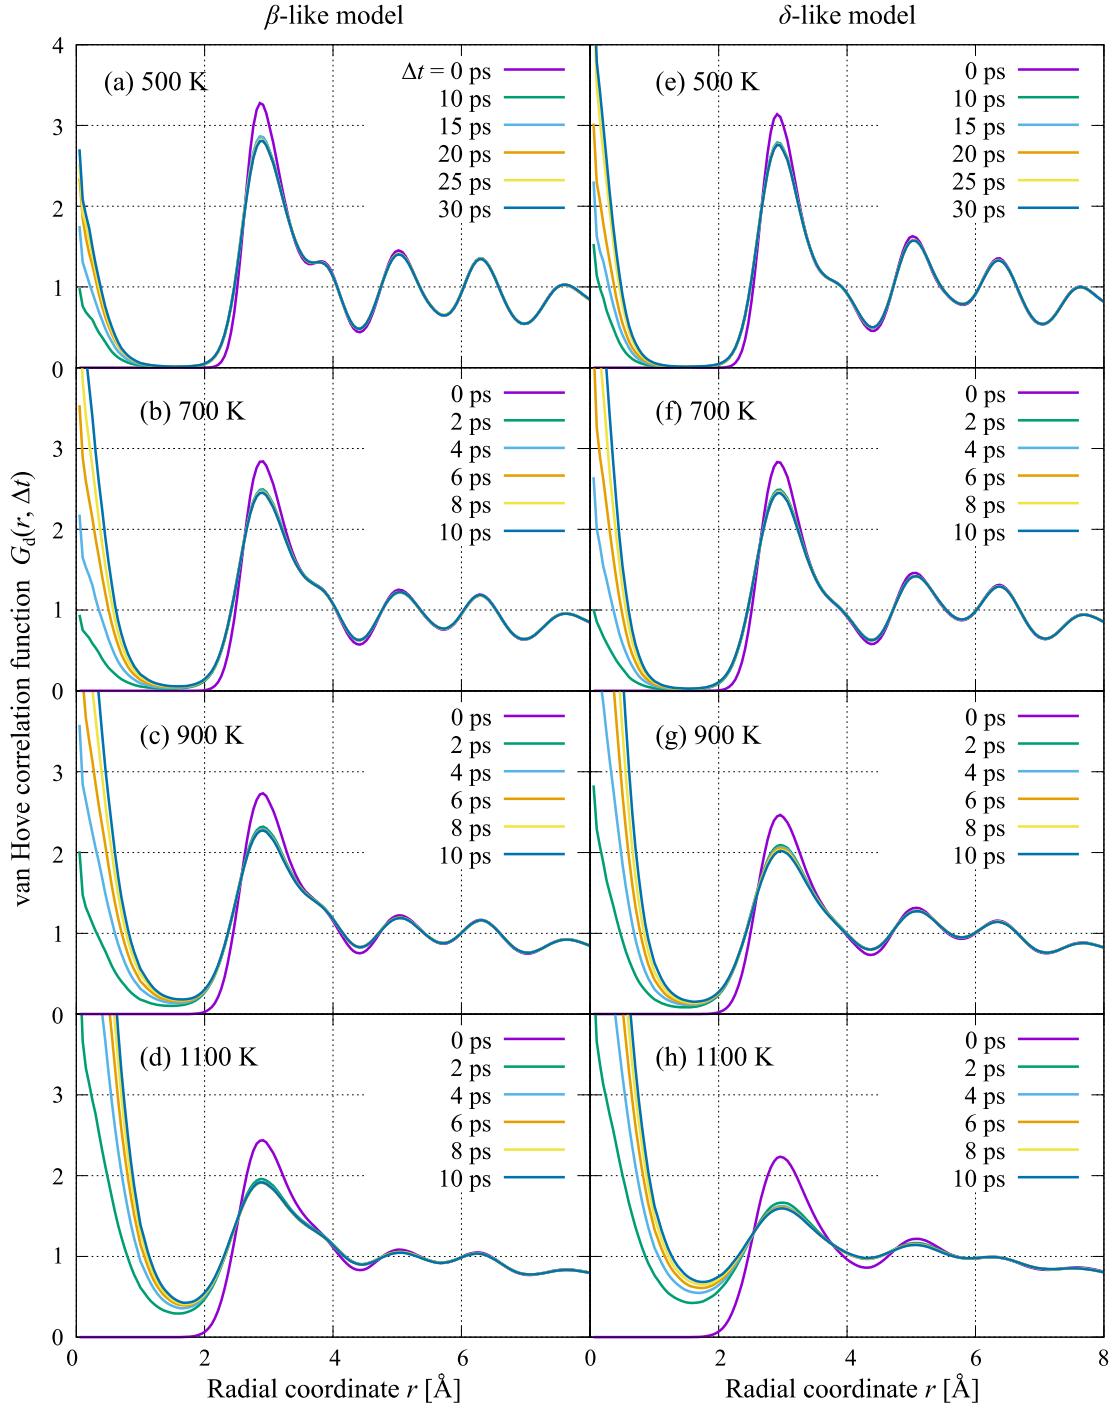 β-like model
δ-like model
van Hove correlation function G_d(r, Δt)
4
3
2
1
0
(a) 500 K
Δt = 0 ps
10 ps
15 ps
20 ps
25 ps
30 ps
(e) 500 K
0 ps
10 ps
15 ps
20 ps
25 ps
30 ps
3
2
1
0
(b) 700 K
0 ps
2 ps
4 ps
6 ps
8 ps
10 ps
(f) 700 K
0 ps
2 ps
4 ps
6 ps
8 ps
10 ps
3
2
1
0
(c) 900 K
0 ps
2 ps
4 ps
6 ps
8 ps
10 ps
(g) 900 K
0 ps
2 ps
4 ps
6 ps
8 ps
10 ps
3
2
1
0
(d) 1100 K
0 ps
2 ps
4 ps
6 ps
8 ps
10 ps
(h) 1100 K
0 ps
2 ps
4 ps
6 ps
8 ps
10 ps
0 2 4 6 0 2 4 6 8
Radial coordinate r [Å]
Radial coordinate r [Å]